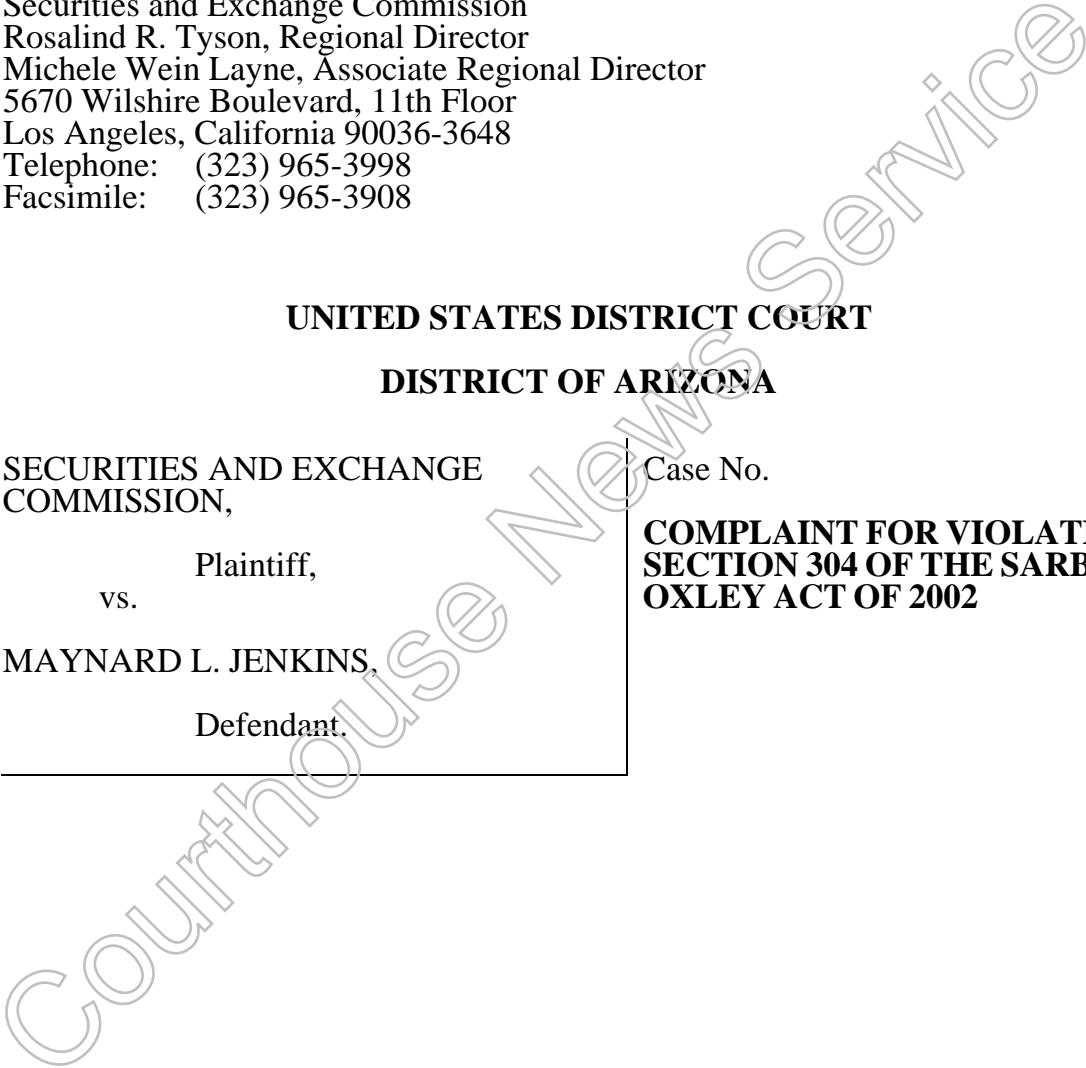 Securities and Exchange Commission
Rosalind R. Tyson, Regional Director
Michele Wein Layne, Associate Regional Director
5670 Wilshire Boulevard, 11th Floor
Los Angeles, California 90036-3648
Telephone: (323) 965-3998
Facsimile: (323) 965-3908
UNITED STATES DISTRICT COURT
DISTRICT OF ARIZONA
SECURITIES AND EXCHANGE
COMMISSION,
Plaintiff,
vs.
MAYNARD L. JENKINS,
Defendant.
Case No.
COMPLAINT FOR VIOLATI
SECTION 304 OF THE SARB
OXLEY ACT OF 2002
Courthouse News Service